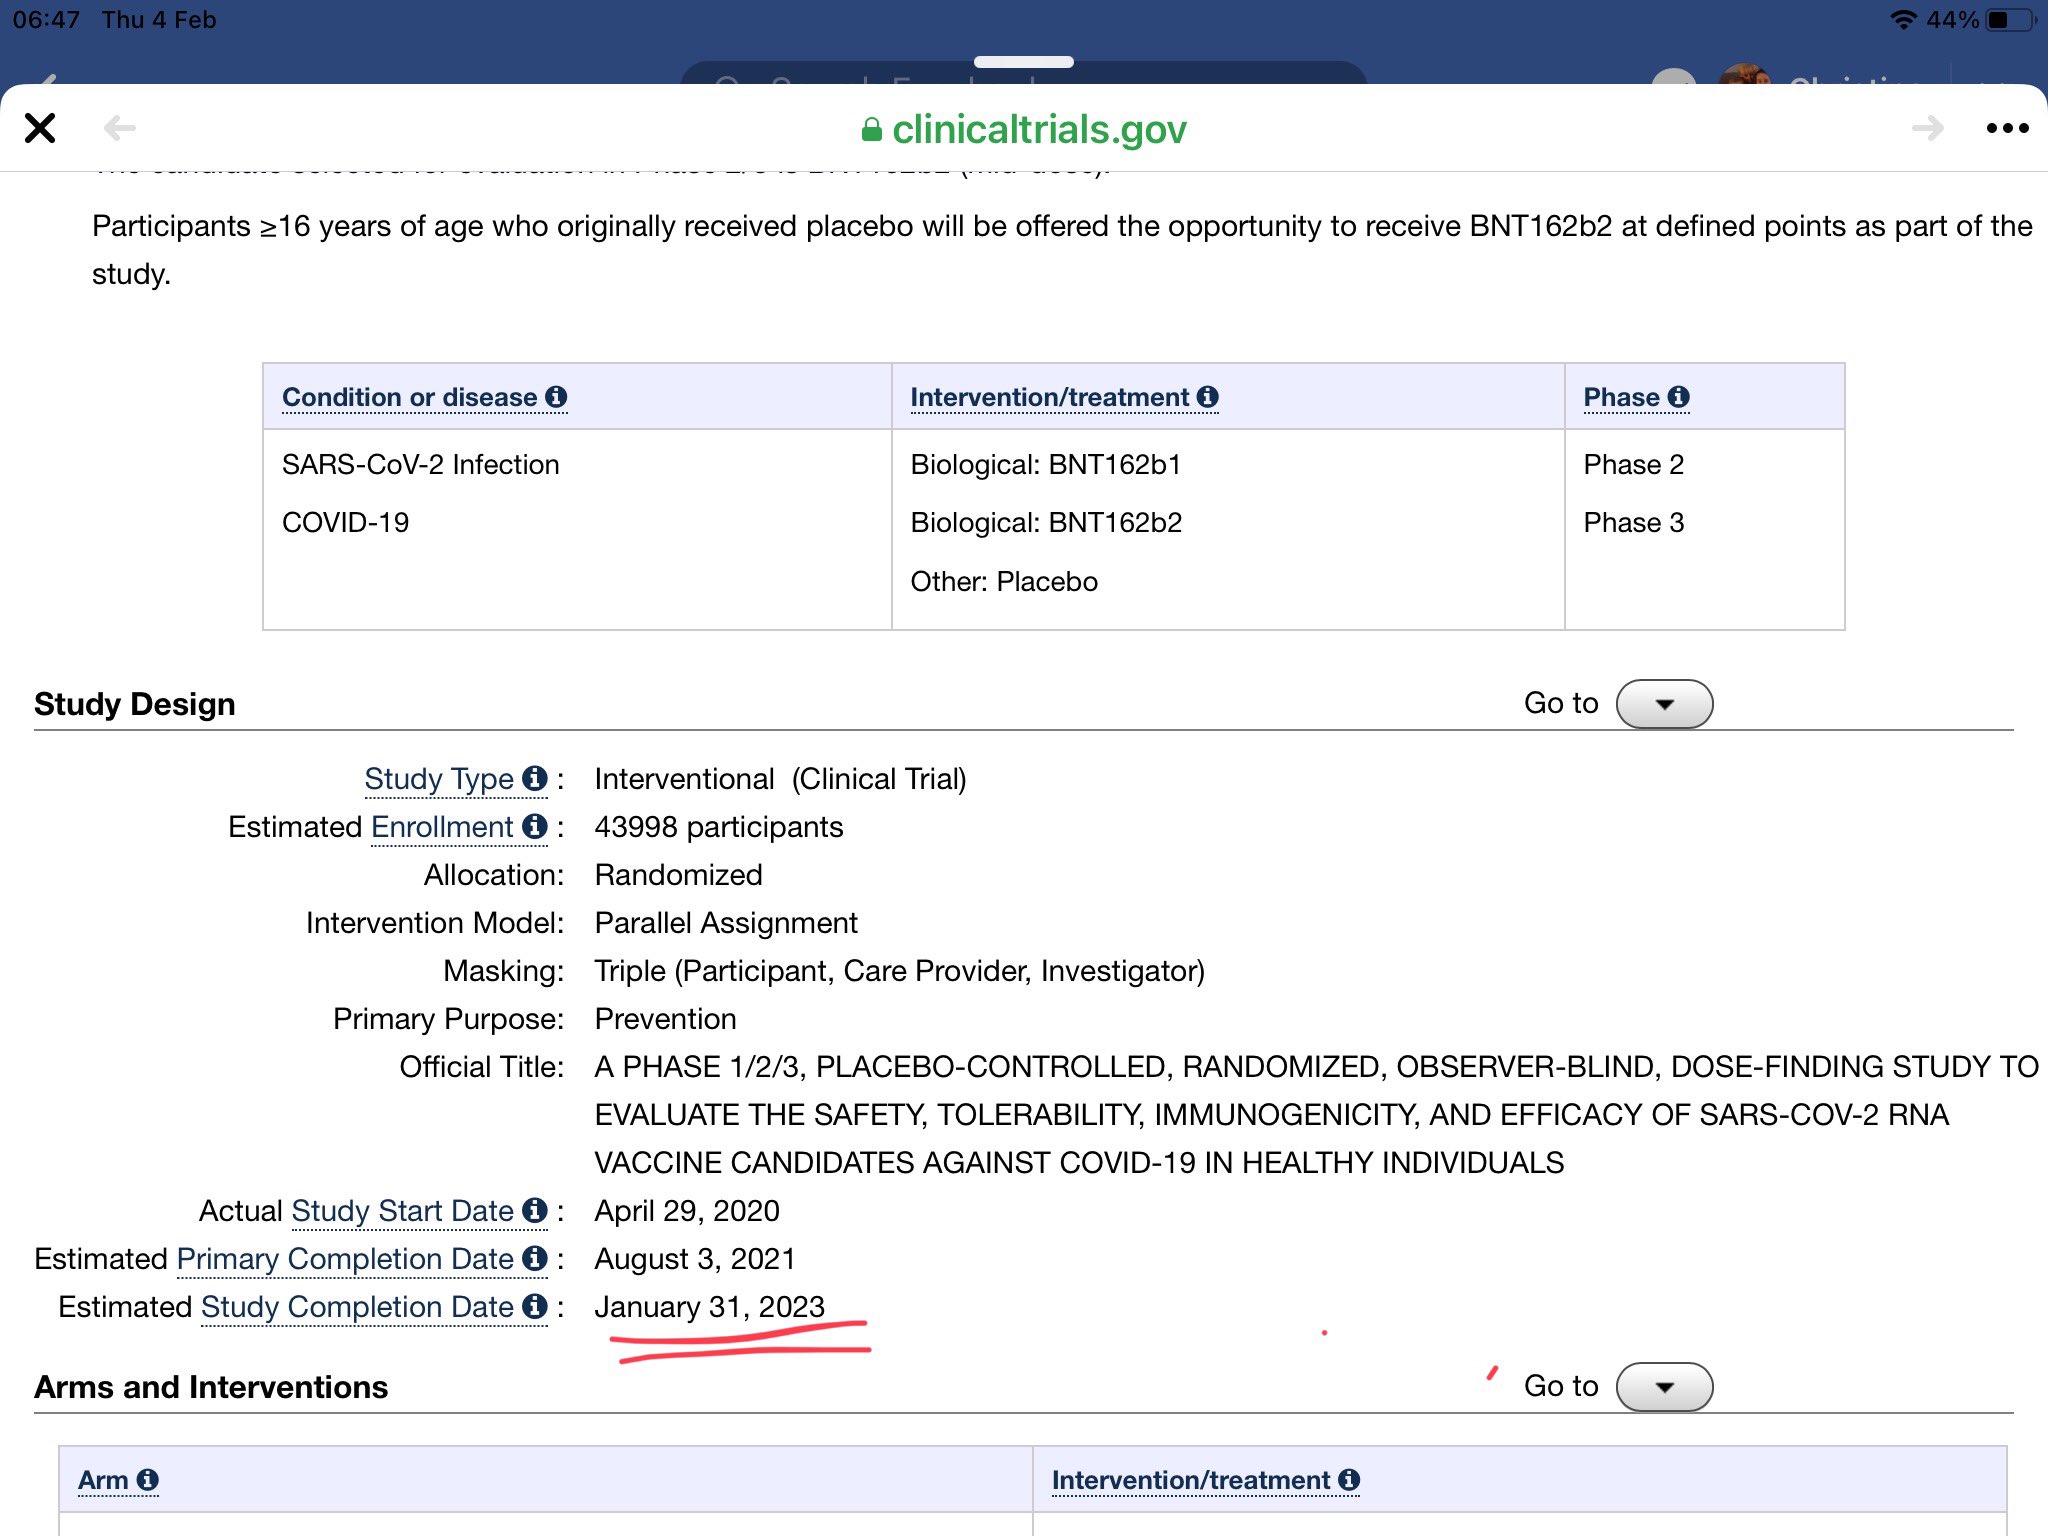 06:47 Thu 4 Feb
44%
clinicaltrials.gov
Participants ≥16 years of age who originally received placebo will be offered the opportunity to receive BNT162b2 at defined points as part of the
study.
Condition or disease Intervention/treatment Phase
SARS-CoV-2 Infection Biological: BNT162b1 Phase 2
COVID-19 Biological: BNT162b2 Phase 3
Other: Placebo
Study Design Go to
Study Type : Interventional (Clinical Trial)
Estimated Enrollment : 43998 participants
Allocation: Randomized
Intervention Model: Parallel Assignment
Masking: Triple (Participant, Care Provider, Investigator)
Primary Purpose: Prevention
Official Title: A PHASE 1/2/3, PLACEBO-CONTROLLED, RANDOMIZED, OBSERVER-BLIND, DOSE-FINDING STUDY TO
EVALUATE THE SAFETY, TOLERABILITY, IMMUNOGENICITY, AND EFFICACY OF SARS-COV-2 RNA
VACCINE CANDIDATES AGAINST COVID-19 IN HEALTHY INDIVIDUALS
Actual Study Start Date : April 29, 2020
Estimated Primary Completion Date : August 3, 2021
Estimated Study Completion Date : January 31, 2023
Arms and Interventions Go to
Arm Intervention/treatment